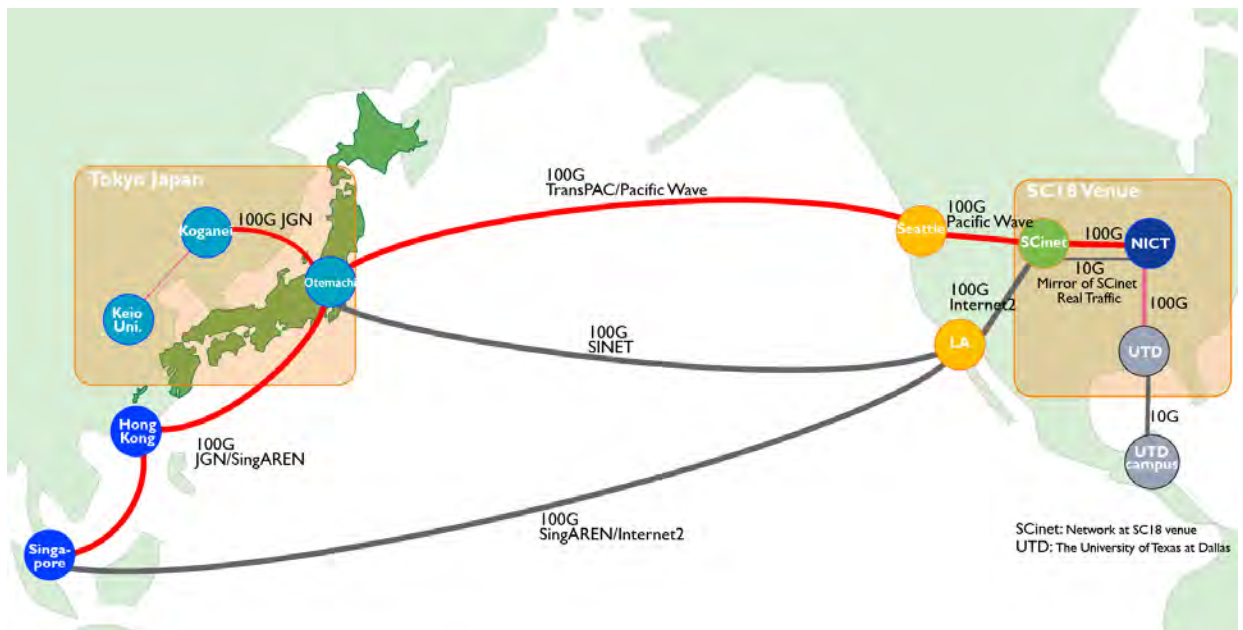 Tokyo Japan
SC18 Venue
100G
TransPAC/Pacific Wave
100G
Pacific Wave
100G JGN
Koganei
Seattle
SCinet
100G
NICT
Otemachi
10G
Mirror of SCinet
Real Traffic
100G
Internet2
100G
Keio
Uni.
100G
SINET
LA
UTD
Hong
Kong
100G
JGN/SingAREN
10G
UTD
campus
100G
SingAREN/Internet2
Singa-
pore
SCinet: Network at SC18 venue
UTD: The University of Texas at Dallas